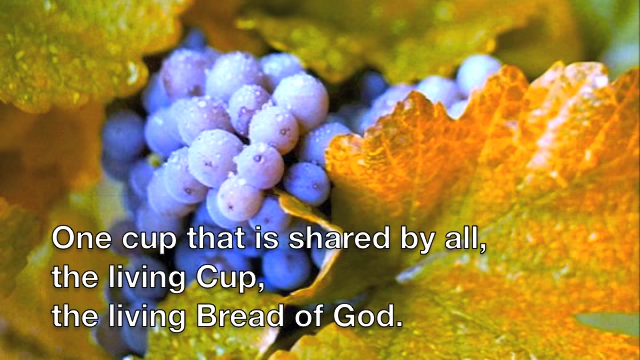 One cup that is shared by all,
the living Cup,
the living Bread of God.